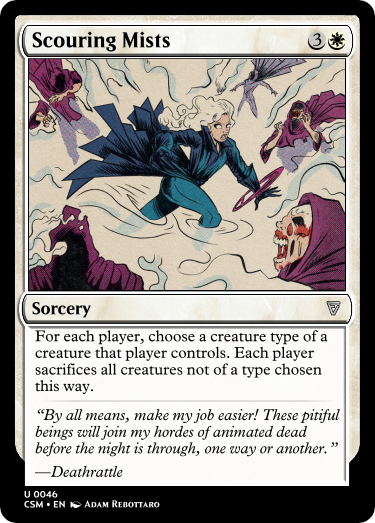 Scouring Mists 3
Sorcery
For each player, choose a creature type of a
creature that player controls. Each player
sacrifices all creatures not of a type chosen
this way.
“By all means, make my job easier! These pitiful
beings will join my hordes of animated dead
before the night is through, one way or another.”
—Deathrattle
U 0046
CSM • EN Adam Rebottaro